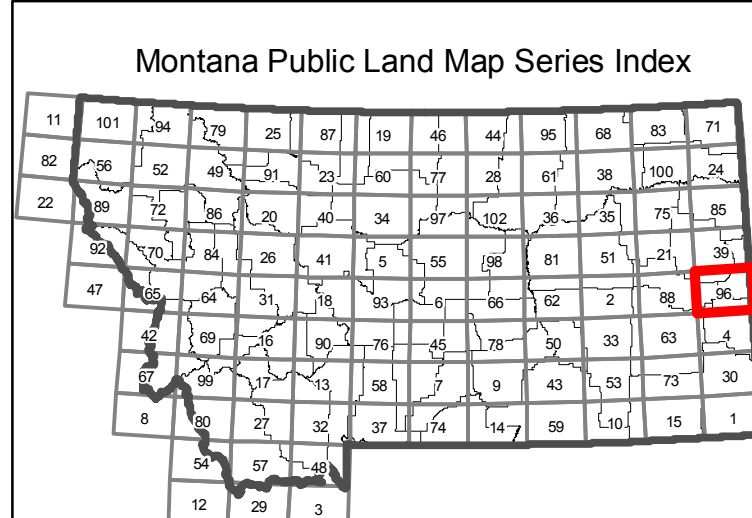 Montana Public Land Map Series Index
11 101 94 79 25 87 19 46 44 95 68 83 71
82 56 52 49 91 23 60 77 28 61 38 100 24
22 89 72 86 20 40 34 97 102 36 35 75 85
92 70 84 26 41 5 55 98 81 51 21 39
47 65 64 31 18 93 6 66 62 2 88 96
42 69 16 90 76 45 78 50 33 63 4
67 99 17 13 58 7 9 43 53 73 30
8 80 27 32 37 74 14 59 10 15 1
54 57 48
12 29 3